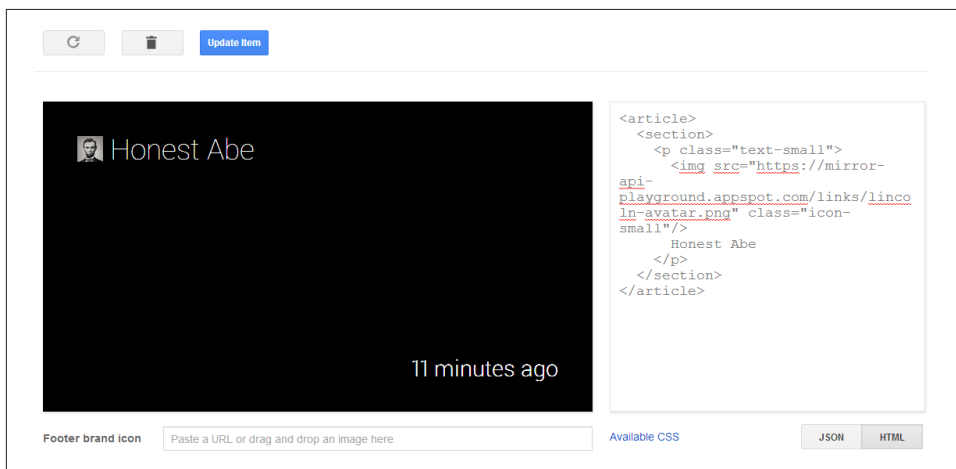 Update Item
Honest Abe
11 minutes ago
<article>
<section>
<p class="text-small">
<img src="https://mirror-
api-
playground.appspot.com/links/linco
ln-avatar.png" class="icon-
small"/>
Honest Abe
</p>
</section>
</article>
Footer brand icon
Paste a URL or drag and drop an image here
Available CSS
JSON
HTML